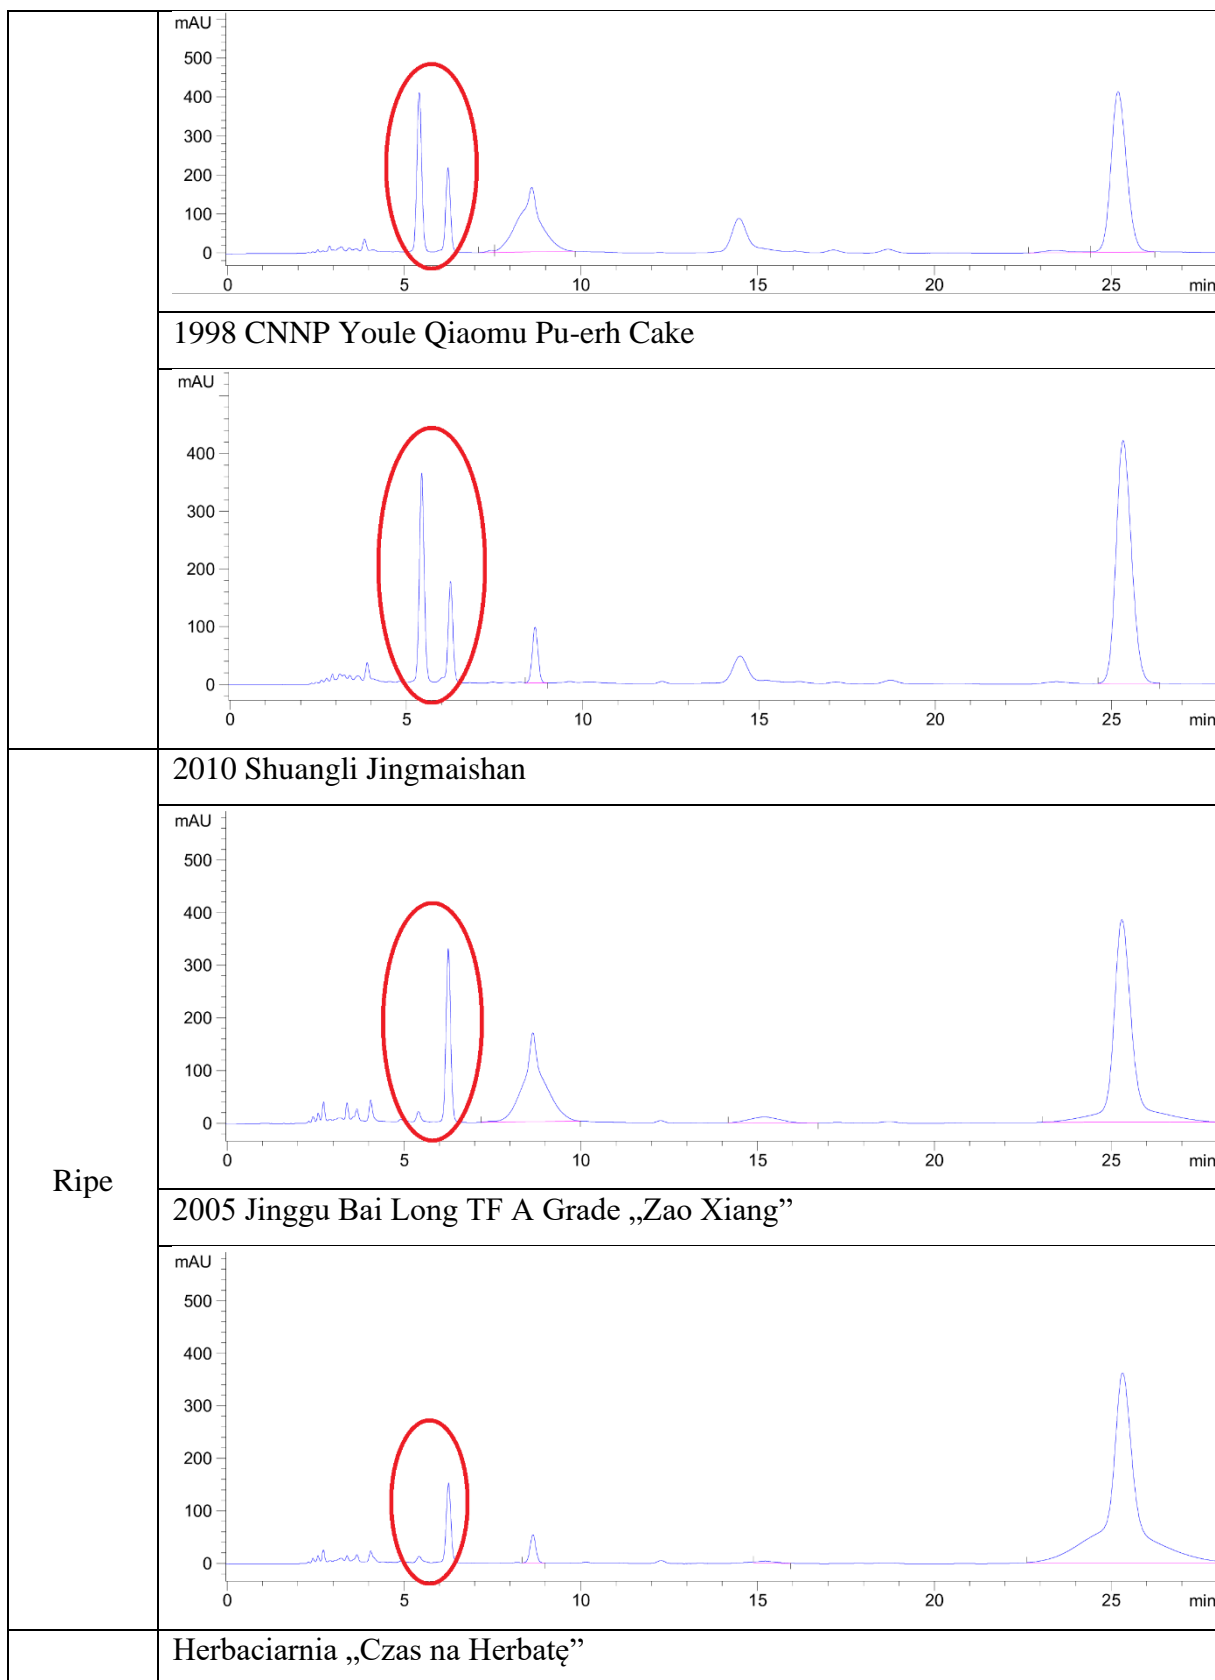 mAU
500
400
300
200
100
0
0 5 10 15 20 25 min
1998 CNNP Youle Qiaomu Pu-erh Cake
mAU
400
300
200
100
0
0 5 10 15 20 25 min
2010 Shuangli Jingmaishan
mAU
500
400
300
200
100
0
0 5 10 15 20 25 min
Ripe
2005 Jinggu Bai Long TF A Grade „Zao Xiang”
mAU
500
400
300
200
100
0
0 5 10 15 20 25 min
Herbaciarnia „Czas na Herbatę”